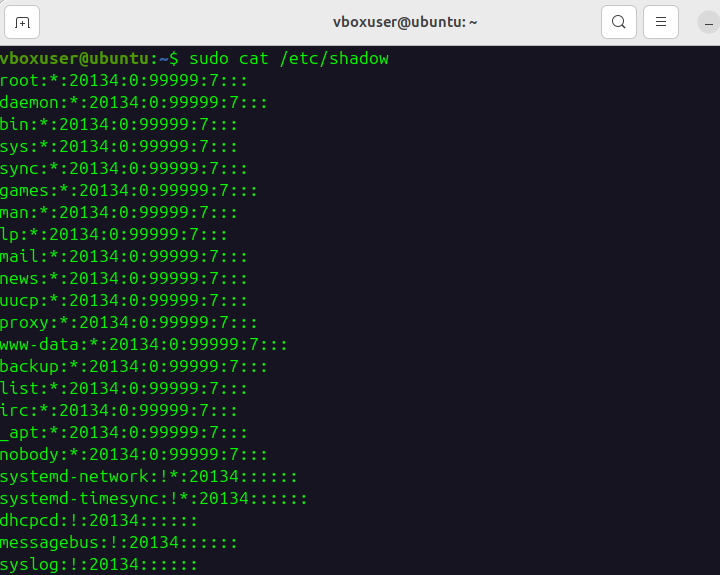 vboxuser@ubuntu: ~
vboxuser@ubuntu:~$ sudo cat /etc/shadow
root:*:20134:0:99999:7:::
daemon:*:20134:0:99999:7:::
bin:*:20134:0:99999:7:::
sys:*:20134:0:99999:7:::
sync:*:20134:0:99999:7:::
games:*:20134:0:99999:7:::
man:*:20134:0:99999:7:::
lp:*:20134:0:99999:7:::
mail:*:20134:0:99999:7:::
news:*:20134:0:99999:7:::
uucp:*:20134:0:99999:7:::
proxy:*:20134:0:99999:7:::
www-data:*:20134:0:99999:7:::
backup:*:20134:0:99999:7:::
list:*:20134:0:99999:7:::
irc:*:20134:0:99999:7:::
_apt:*:20134:0:99999:7:::
nobody:*:20134:0:99999:7:::
systemd-network:!*:20134::::::
systemd-timesync:!*:20134::::::
dhcpcd:!:20134::::::
messagebus:!:20134::::::
syslog:!:20134::::::